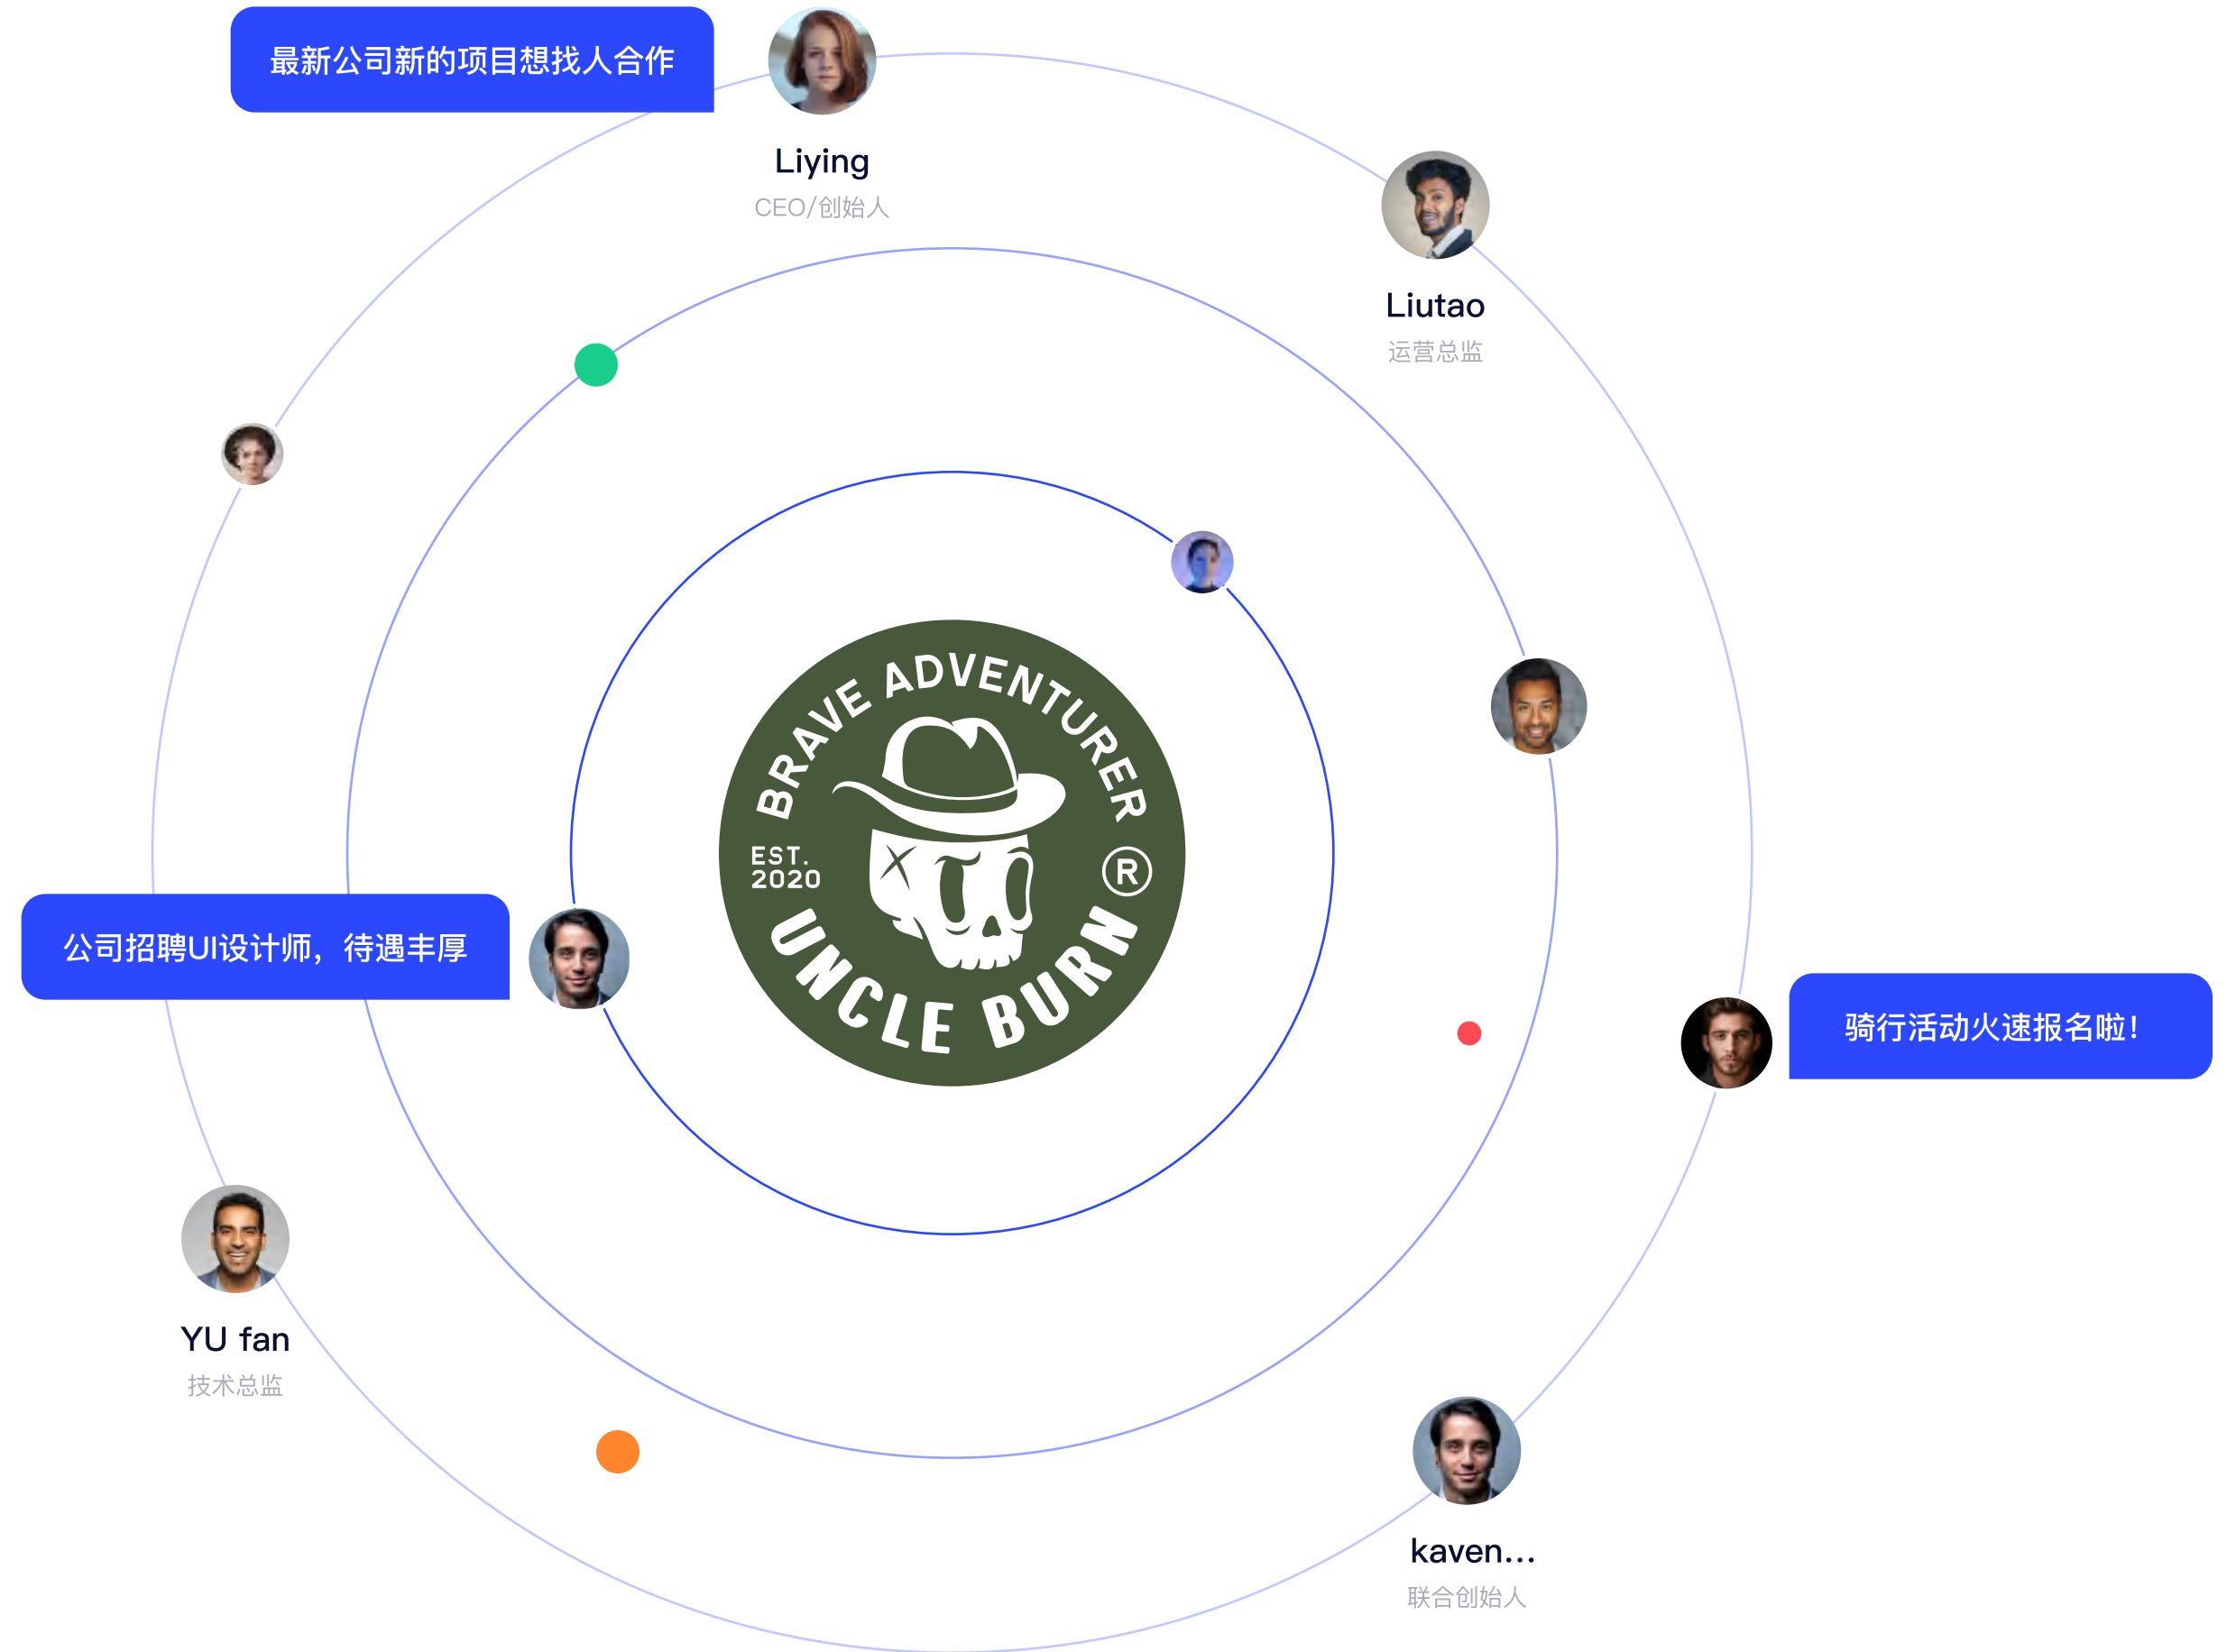 最新公司新的项目想找人合作
Liying
CEO/创始人
Liutao
运营总监
BRAVE ADVENTURER
EST.
2020
®
UNCLE BURN
公司招聘UI设计师，待遇丰厚
骑行活动火速报名啦！
YU fan
技术总监
kaven...
联合创始人